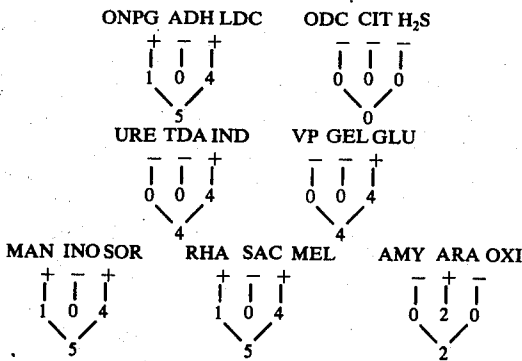 ONPG ADH LDC ODC CIT H₂S
+ − + − − −
1 0 4 0 0 0
5 0
URE TDA IND VP GEL GLU
− − + − − +
0 0 4 0 0 4
4 4
MAN INO SOR RHA SAC MEL AMY ARA OXI
+ − + + − + − + −
1 0 4 1 0 4 0 2 0
5 5 2